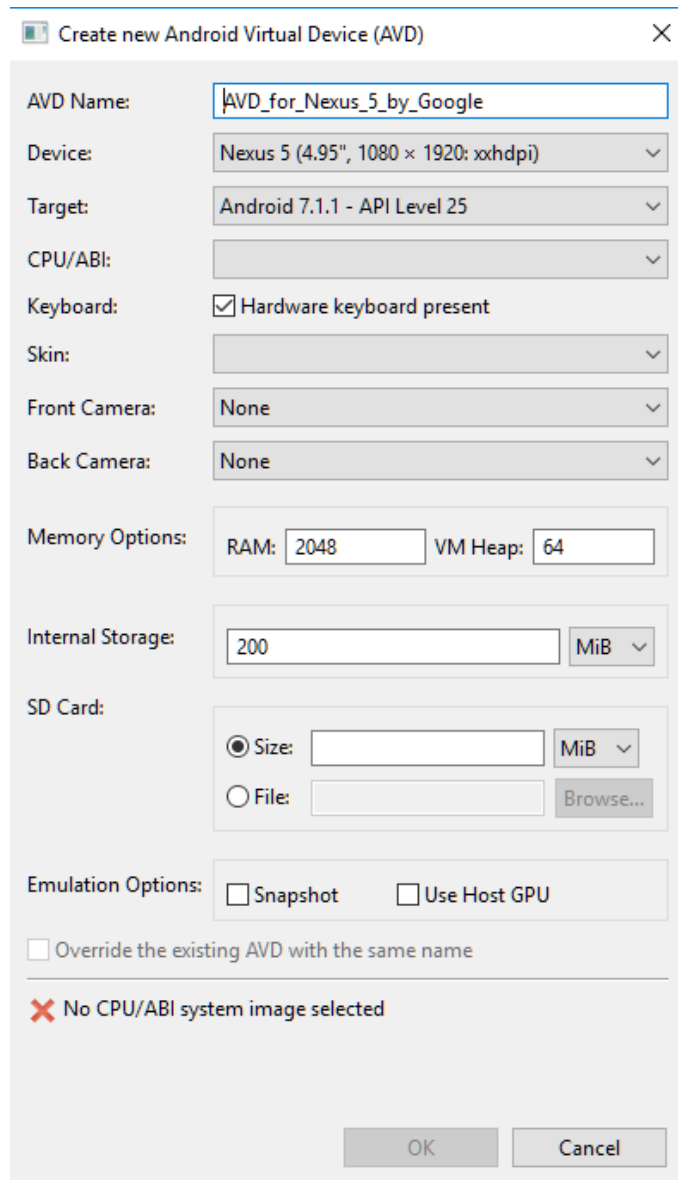 Create new Android Virtual Device (AVD)
AVD Name: AVD_for_Nexus_5_by_Google
Device: Nexus 5 (4.95", 1080 × 1920: xxhdpi)
Target: Android 7.1.1 - API Level 25
CPU/ABI:
Keyboard: Hardware keyboard present
Skin:
Front Camera: None
Back Camera: None
Memory Options: RAM: 2048 VM Heap: 64
Internal Storage: 200 MiB
SD Card:
Size: MiB
File: Browse...
Emulation Options: Snapshot Use Host GPU
Override the existing AVD with the same name
No CPU/ABI system image selected
OK Cancel